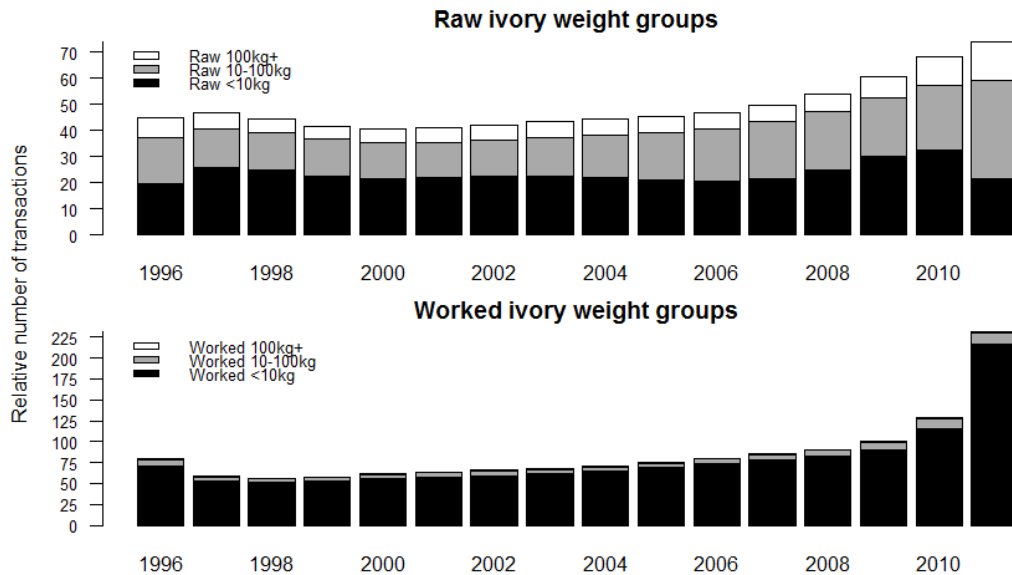 Raw ivory weight groups
Raw 100kg+
Raw 10-100kg
Raw <10kg
70
60
50
40
30
20
10
0
1996 1998 2000 2002 2004 2006 2008 2010
Relative number of transactions
Worked ivory weight groups
Worked 100kg+
Worked 10-100kg
Worked <10kg
225
200
175
150
125
100
75
50
25
0
1996 1998 2000 2002 2004 2006 2008 2010